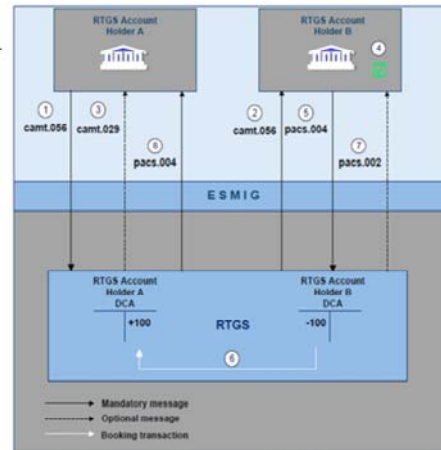 RTGS Account
Holder A
RTGS Account
Holder B
4
1
3
2
5
camt.056
camt.029
camt.056
pacs.004
6
7
pacs.004
pacs.002
ESMIG
RTGS Account
Holder A
DCA
RTGS Account
Holder B
DCA
+100
RTGS
-100
6
Mandatory message
Optional message
Booking transaction